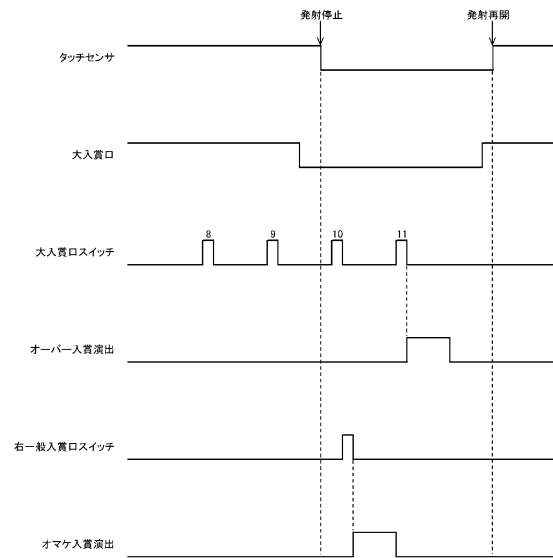 発射停止
発射再開
タッチセンサ
大入賞口
大入賞口スイッチ
8
9
10
11
オーバー入賞演出
右一般入賞口スイッチ
オマケ入賞演出